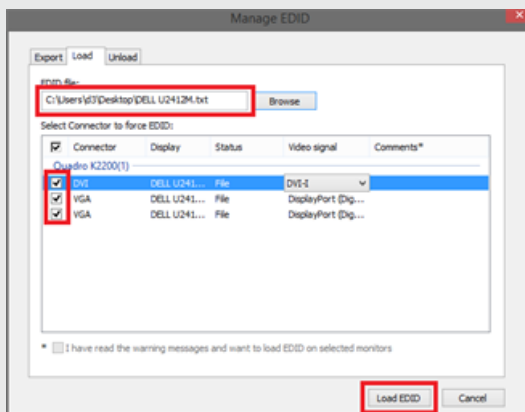 Manage EDID
Export Load Unload
EDID file:
C:\Users\d3\Desktop\DELL U2412M.txt Browse
Select Connector to force EDID:
Connector Display Status Video signal Comments*
Quadro K2200(1)
DVI DELL U241... File DVI-I
VGA DELL U241... File DisplayPort (Dig...
VGA DELL U241... File DisplayPort (Dig...
* I have read the warning messages and want to load EDID on selected monitors
Load EDID Cancel